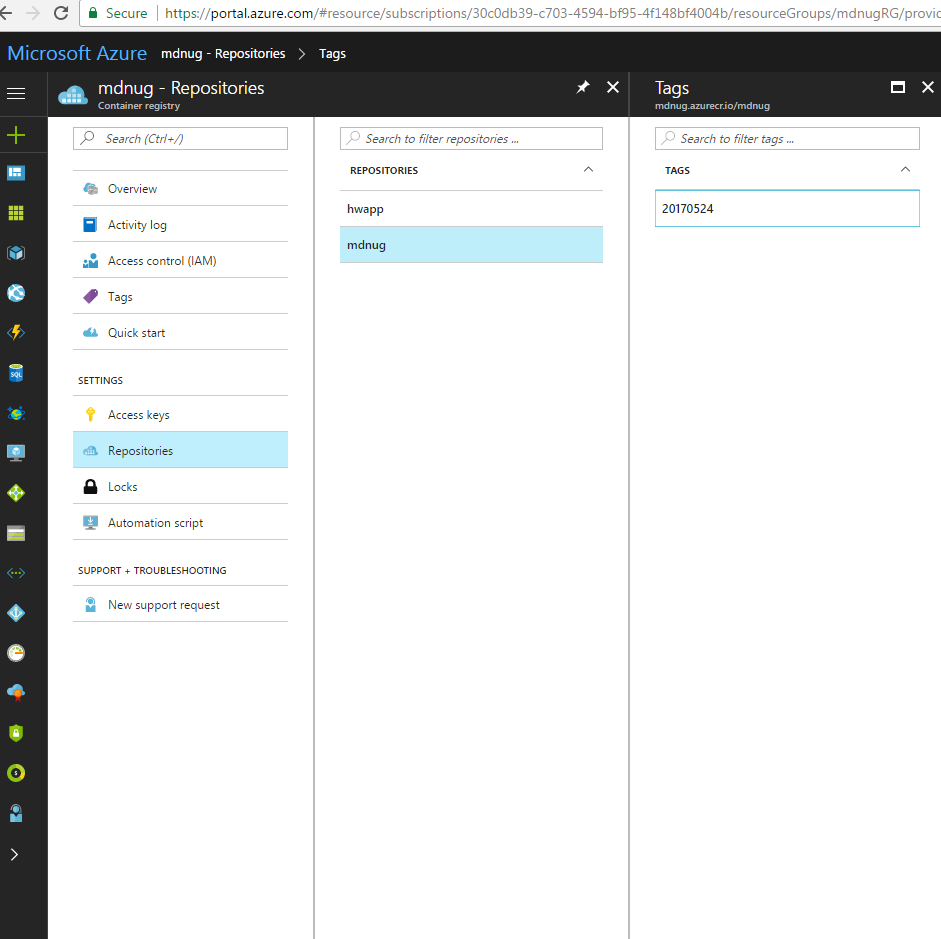 Secure
https://portal.azure.com/#resource/subscriptions/30c0db39-c703-4594-bf95-4f148bf4004b/resourceGroups/mdnugRG/provid
Microsoft Azure mdnug - Repositories > Tags
mdnug - Repositories
Container registry
Search (Ctrl+/)
Overview
Activity log
Access control (IAM)
Tags
Quick start
SETTINGS
Access keys
Repositories
Locks
Automation script
SUPPORT + TROUBLESHOOTING
New support request
Search to filter repositories ...
REPOSITORIES
hwapp
mdnug
Tags
mdnug.azurecr.io/mdnug
Search to filter tags ...
TAGS
20170524
SQL